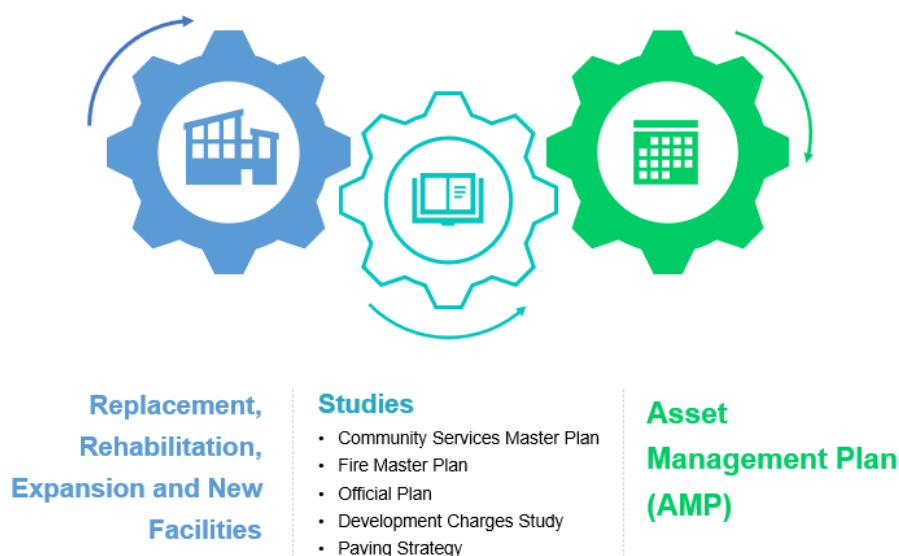 Replacement,
Rehabilitation,
Expansion and New
Facilities
Studies
• Community Services Master Plan
• Fire Master Plan
• Official Plan
• Development Charges Study
• Paving Strategy
Asset
Management Plan
(AMP)